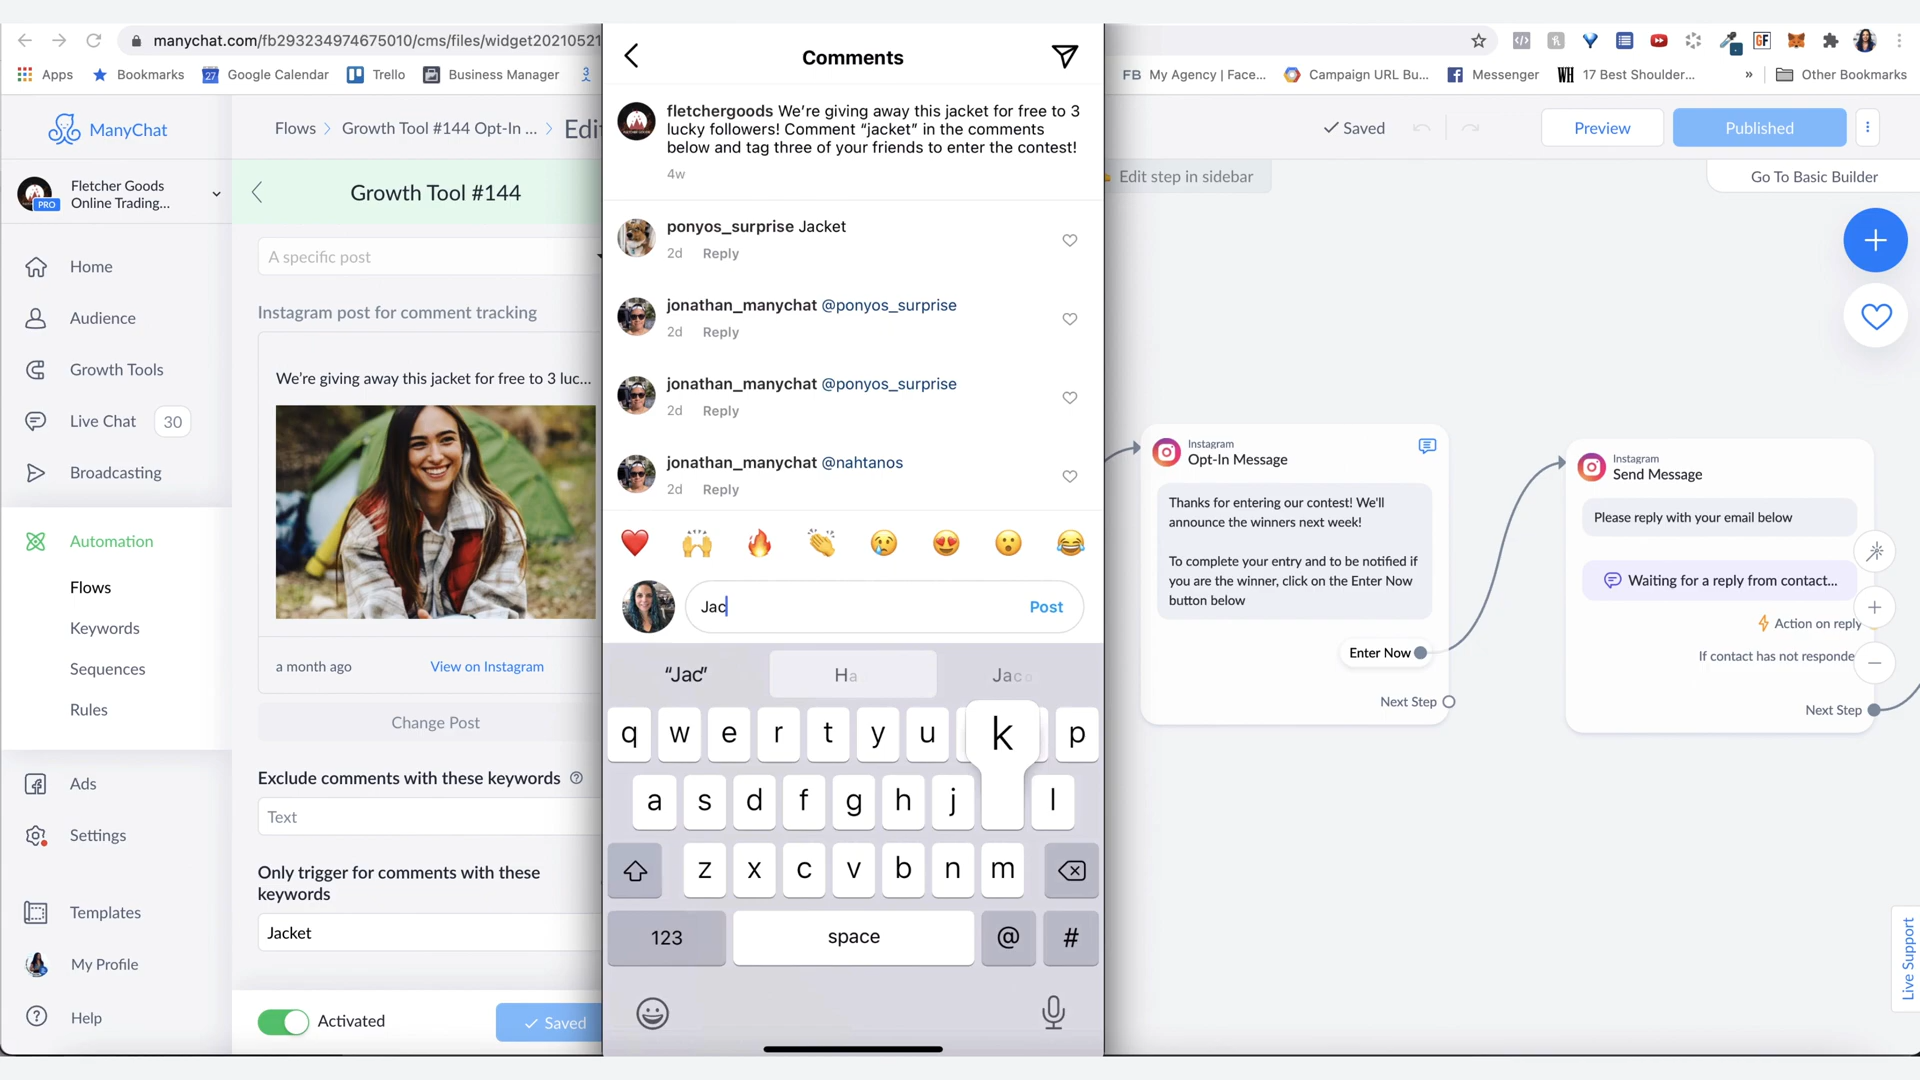 manychat.com/fb293234974675010/cms/files/widget20210521
Apps
Bookmarks
27
Google Calendar
Trello
Business Manager
3
FB My Agency | Face...
Campaign URL Bu...
Messenger
WH 17 Best Shoulder...
»
Other Bookmarks
GF
ManyChat
Flows
Growth Tool #144 Opt-In ...
Edit
Saved
Preview
Published
Fletcher Goods
Online Trading...
PRO
Home
Audience
Growth Tools
Live Chat
30
Broadcasting
Automation
Flows
Keywords
Sequences
Rules
Ads
Settings
Templates
My Profile
Help
Growth Tool #144
A specific post
Instagram post for comment tracking
We're giving away this jacket for free to 3 luc...
a month ago
View on Instagram
Change Post
Exclude comments with these keywords
?
Text
Only trigger for comments with these
keywords
Jacket
Activated
Saved
Comments
fletchergoods We're giving away this jacket for free to 3
lucky followers! Comment "jacket" in the comments
below and tag three of your friends to enter the contest!
4w
ponyos_surprise Jacket
2d Reply
jonathan_manychat @ponyos_surprise
2d Reply
jonathan_manychat @ponyos_surprise
2d Reply
jonathan_manychat @nahtanos
2d Reply
Jac
Post
"Jac"
Ha
Jaco
q w e r t y u k p
a s d f g h j l
z x c v b n m
123 space @ #
Edit step in sidebar
Go To Basic Builder
Instagram
Opt-In Message
Thanks for entering our contest! We'll
announce the winners next week!
To complete your entry and to be notified if
you are the winner, click on the Enter Now
button below
Enter Now
Next Step
Instagram
Send Message
Please reply with your email below
Waiting for a reply from contact...
Action on reply
If contact has not responde
Next Step
Live Support